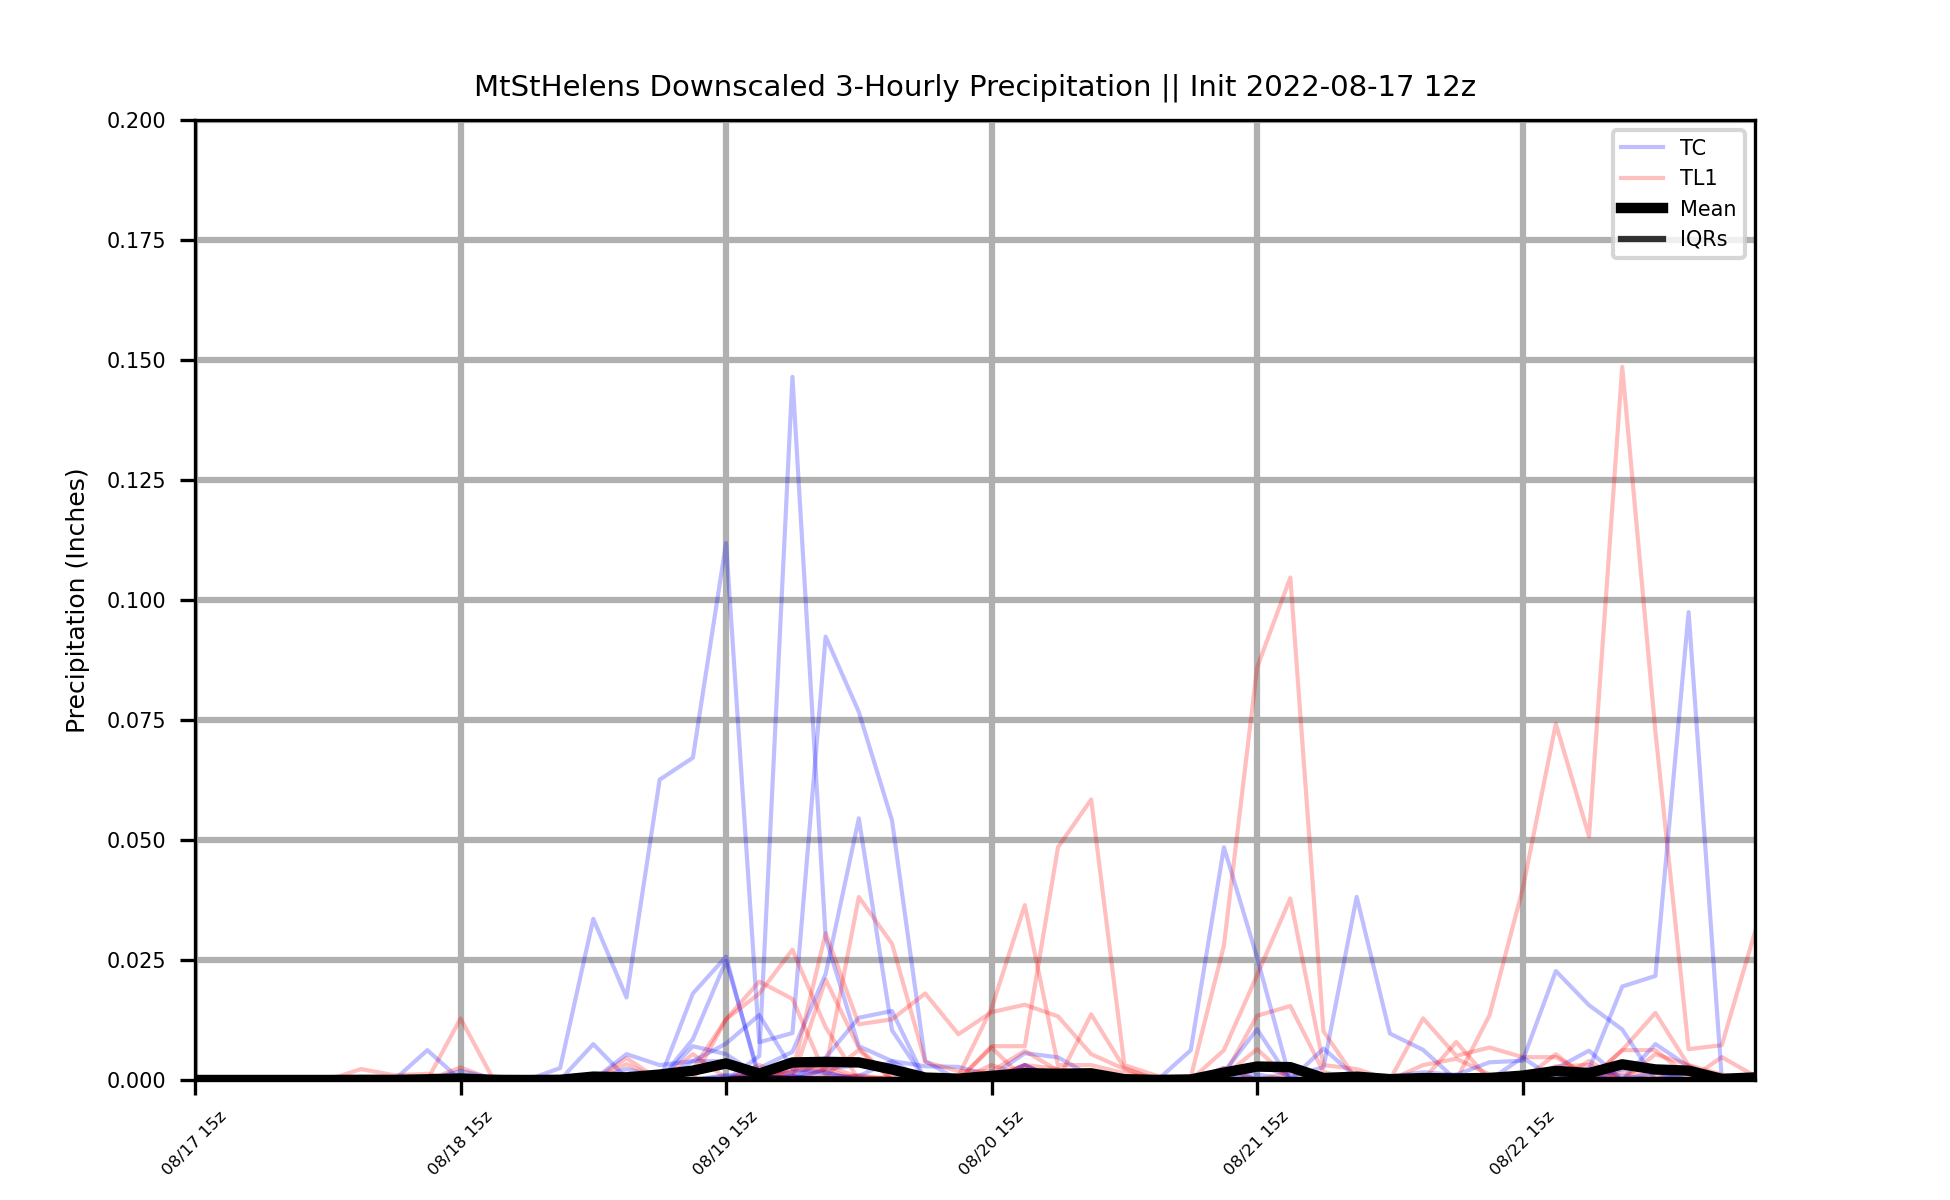 MtStHelens Downscaled 3-Hourly Precipitation || Init 2022-08-17 12z
0.200
0.175
0.150
0.125
0.100
0.075
0.050
0.025
0.000
Precipitation (Inches)
TC
TL1
Mean
IQRs
08/17 15z
08/18 15z
08/19 15z
08/20 15z
08/21 15z
08/22 15z